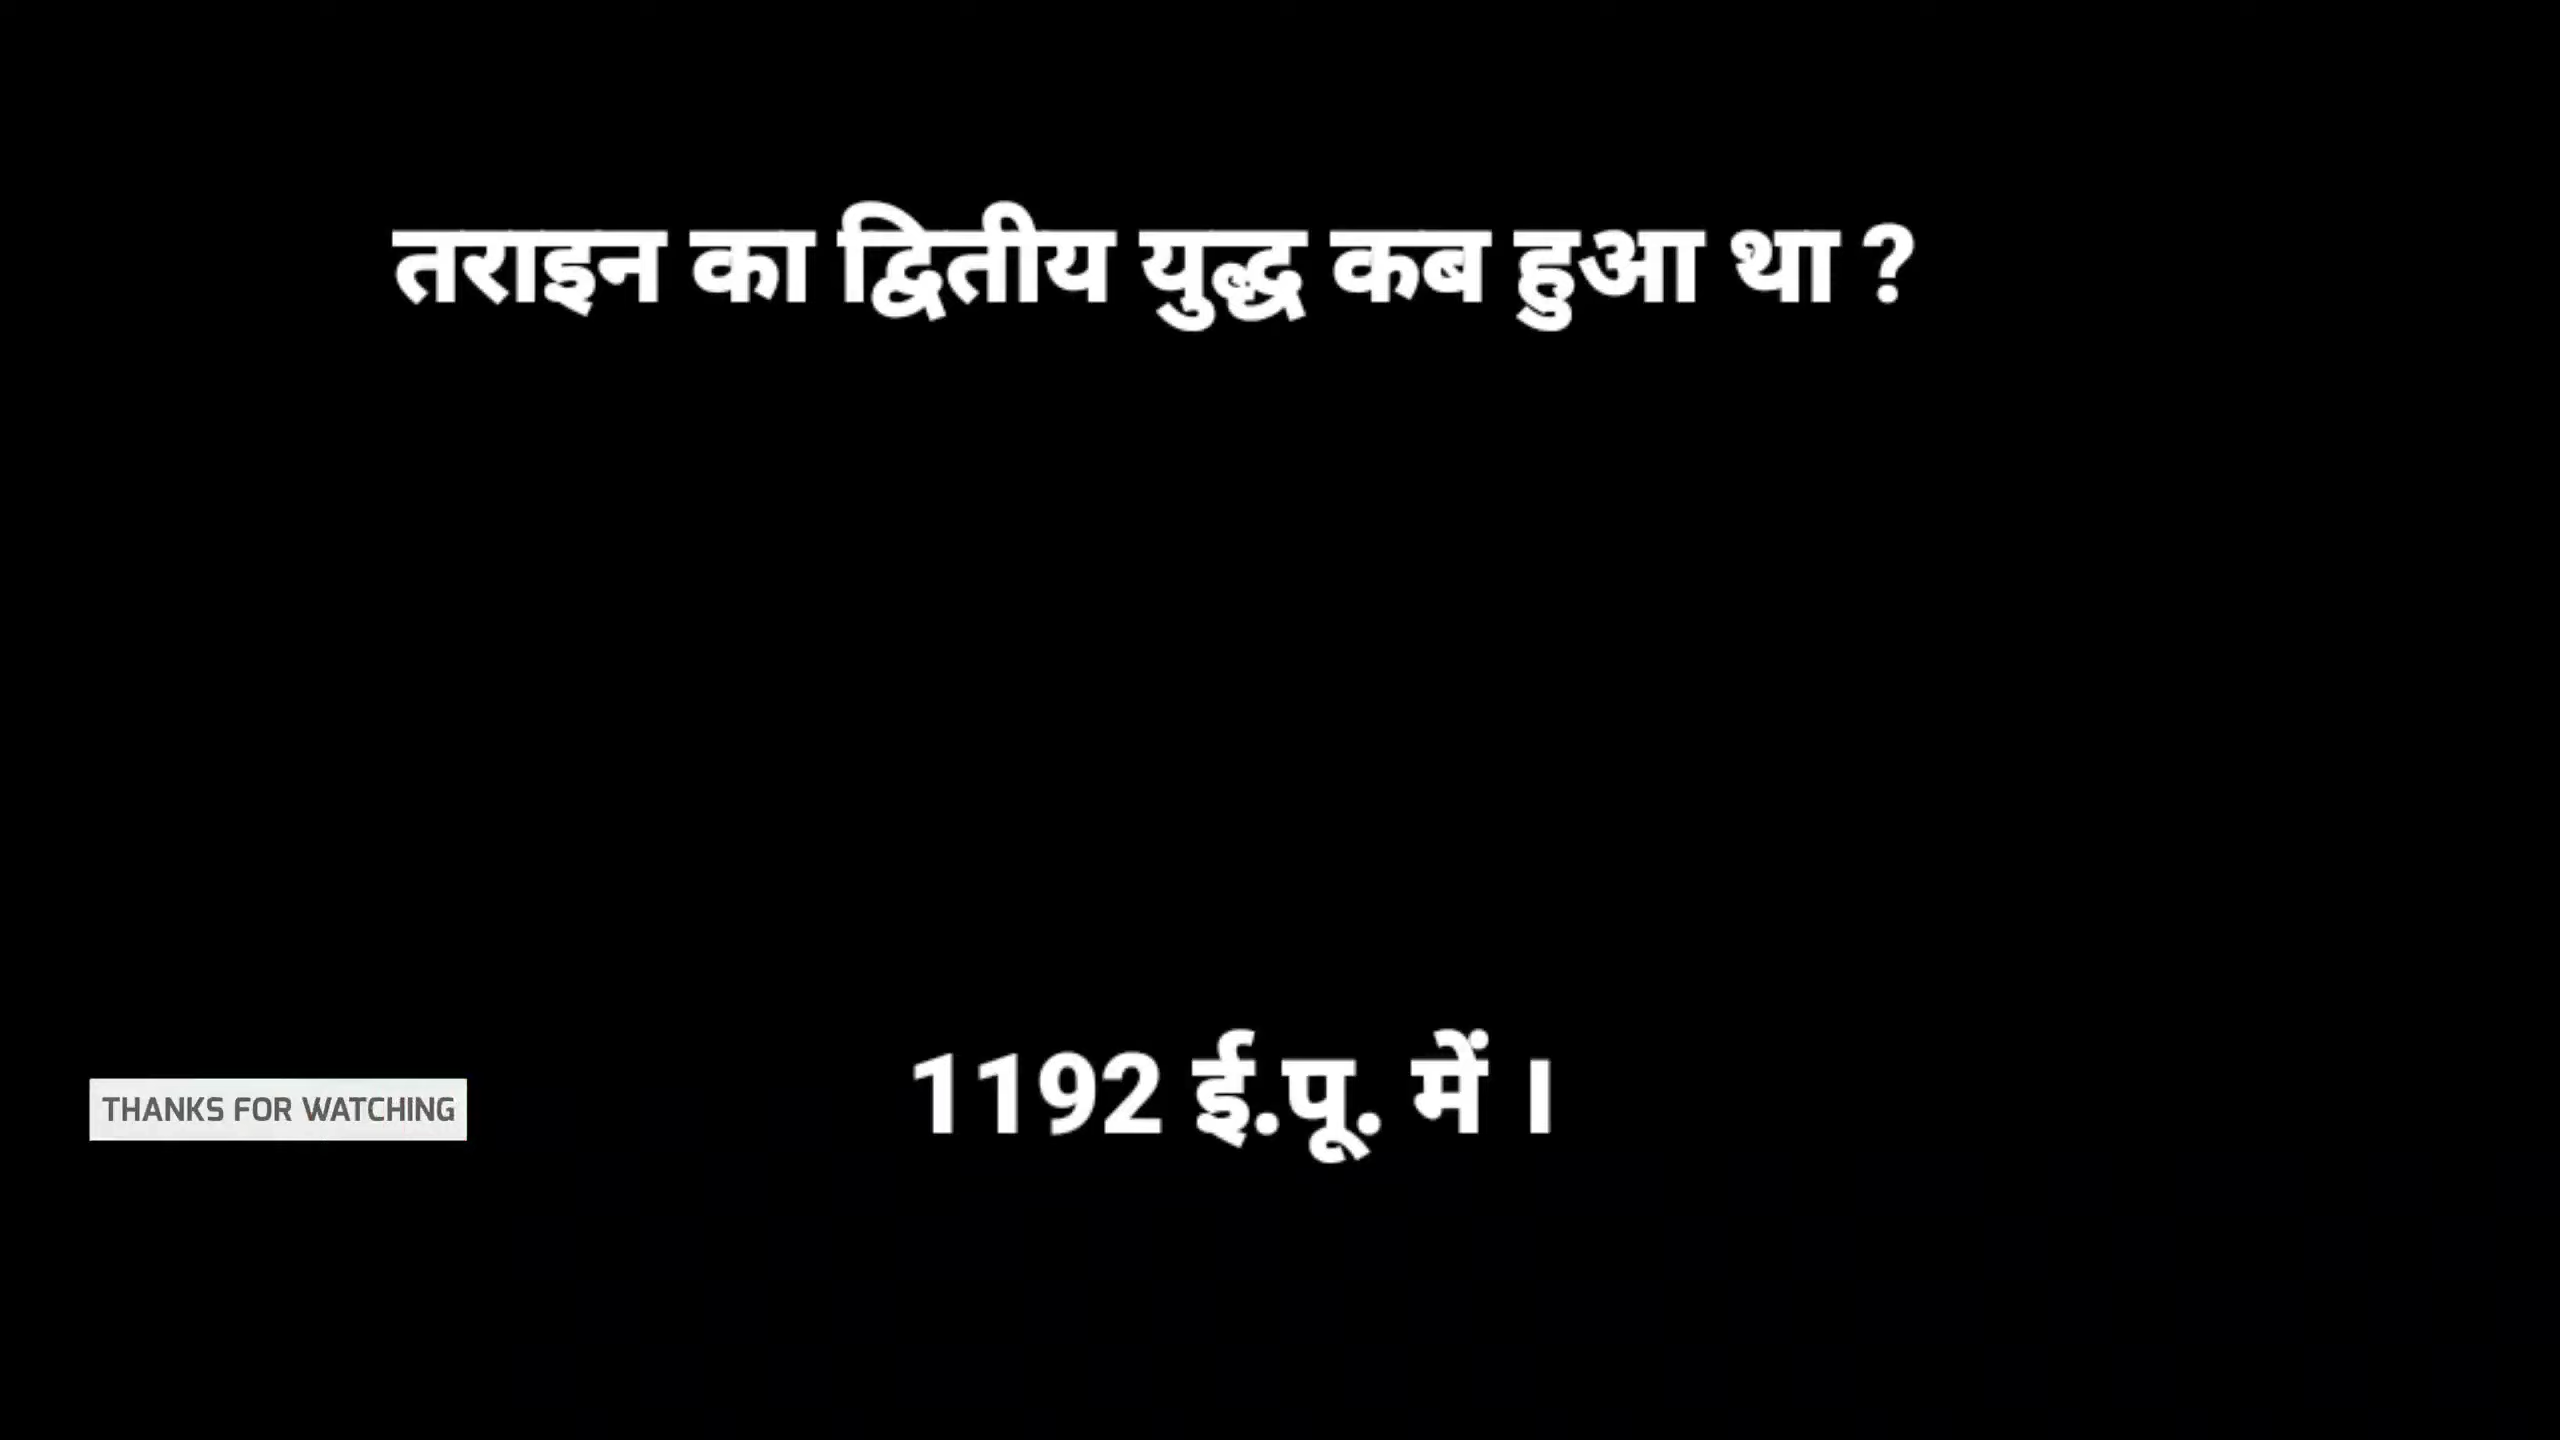 तराइन का द्वितीय युद्ध कब हुआ था ?
1192 ई.पू. में ।
THANKS FOR WATCHING